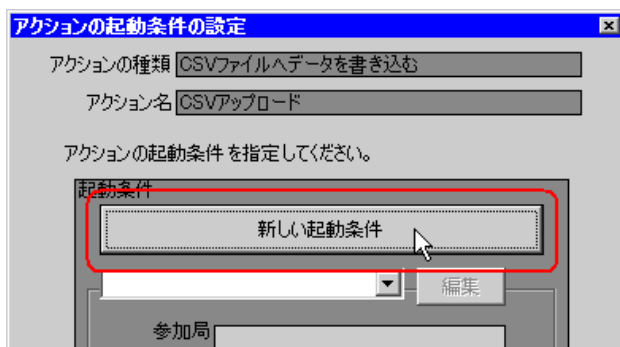 アクションの起動条件の設定
アクションの種類 CSVファイルへデータを書き込む
アクション名 CSVアップロード
アクションの起動条件 を指定してください。
起動条件
新しい起動条件
編集
参加局